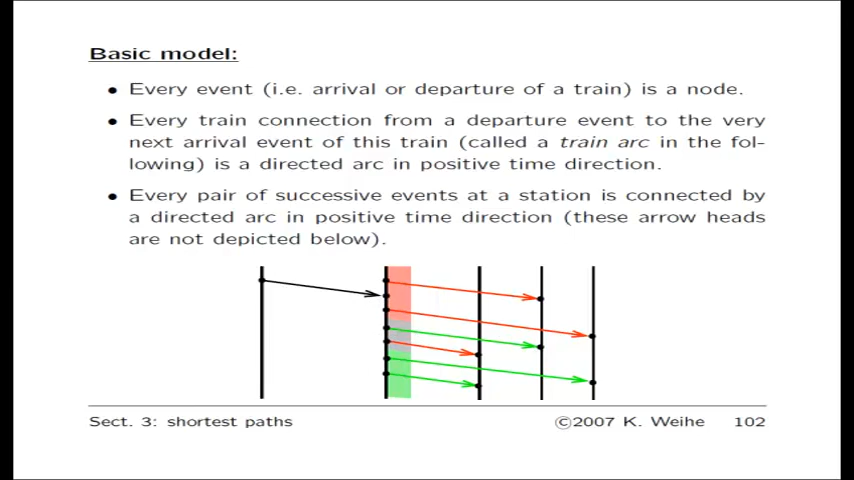 Basic model:
• Every event (i.e. arrival or departure of a train) is a node.
• Every train connection from a departure event to the very
next arrival event of this train (called a train arc in the fol-
lowing) is a directed arc in positive time direction.
• Every pair of successive events at a station is connected by
a directed arc in positive time direction (these arrow heads
are not depicted below).
Sect. 3: shortest paths ©2007 K. Weihe 102